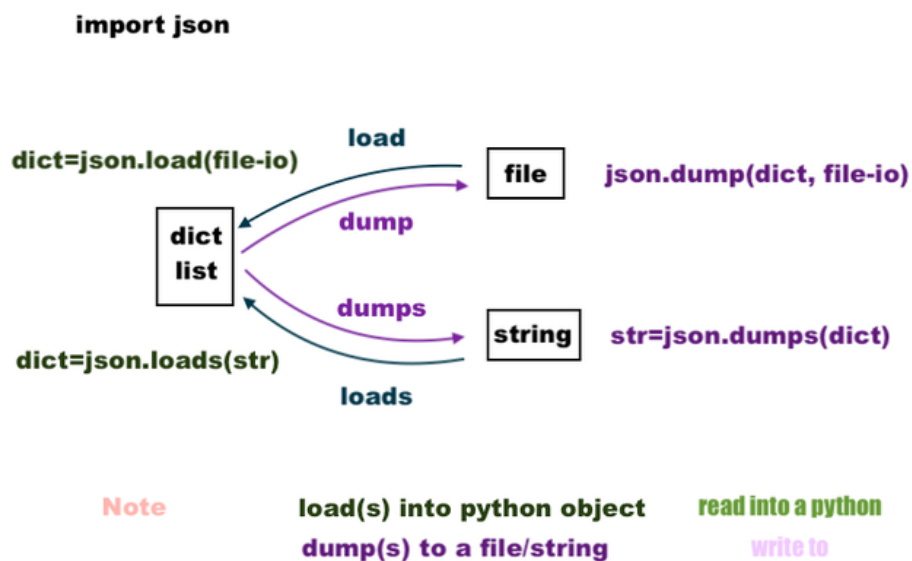 import json
load
dict=json.load(file-io)
file
json.dump(dict, file-io)
dump
dict
list
dumps
string
str=json.dumps(dict)
dict=json.loads(str)
loads
Note
load(s) into python object
read into a python
dump(s) to a file/string
write to